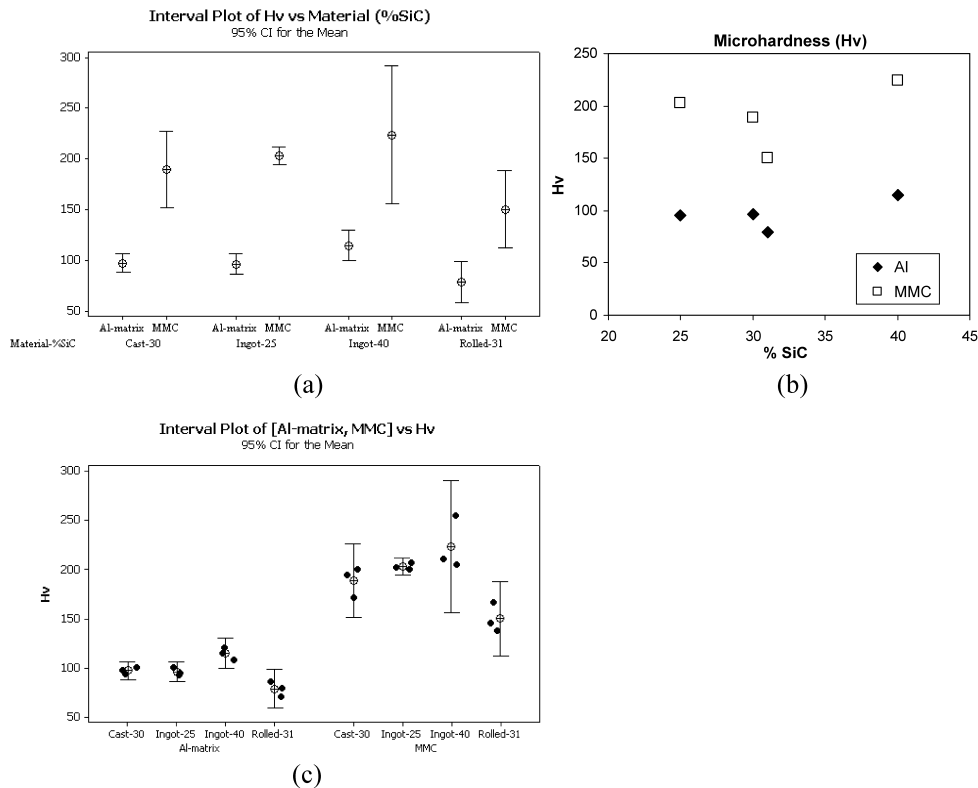 Interval Plot of Hv vs Material (%SiC)
95% CI for the Mean
300
250
200
150
100
50
Al-matrix MMC Al-matrix MMC Al-matrix MMC Al-matrix MMC
Material-%SiC Cast-30 Ingot-25 Ingot-40 Rolled-31
(a)
Microhardness (Hv)
Hv
250
200
150
100
50
0
Al
MMC
20 25 30 35 40 45
% SiC
(b)
Interval Plot of [Al-matrix, MMC] vs Hv
95% CI for the Mean
Hv
300
250
200
150
100
50
Cast-30 Ingot-25 Ingot-40 Rolled-31 Cast-30 Ingot-25 Ingot-40 Rolled-31
Al-matrix MMC
(c)